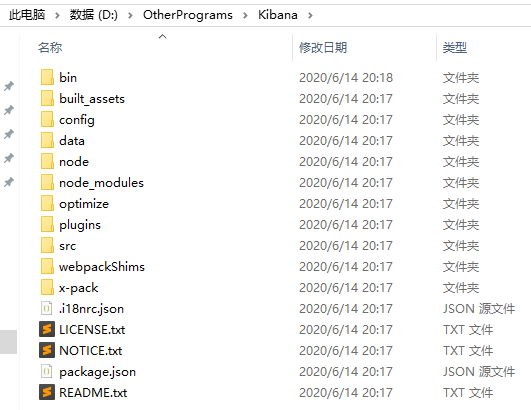 此电脑 > 数据 (D:) > OtherPrograms > Kibana >
名称 修改日期 类型
bin 2020/6/14 20:18 文件夹
built_assets 2020/6/14 20:17 文件夹
config 2020/6/14 20:17 文件夹
data 2020/6/14 20:17 文件夹
node 2020/6/14 20:17 文件夹
node_modules 2020/6/14 20:17 文件夹
optimize 2020/6/14 20:17 文件夹
plugins 2020/6/14 20:17 文件夹
src 2020/6/14 20:17 文件夹
webpackShims 2020/6/14 20:17 文件夹
x-pack 2020/6/14 20:17 文件夹
.i18nrc.json 2020/6/14 20:17 JSON 源文件
LICENSE.txt 2020/6/14 20:17 TXT 文件
NOTICE.txt 2020/6/14 20:17 TXT 文件
package.json 2020/6/14 20:17 JSON 源文件
README.txt 2020/6/14 20:17 TXT 文件